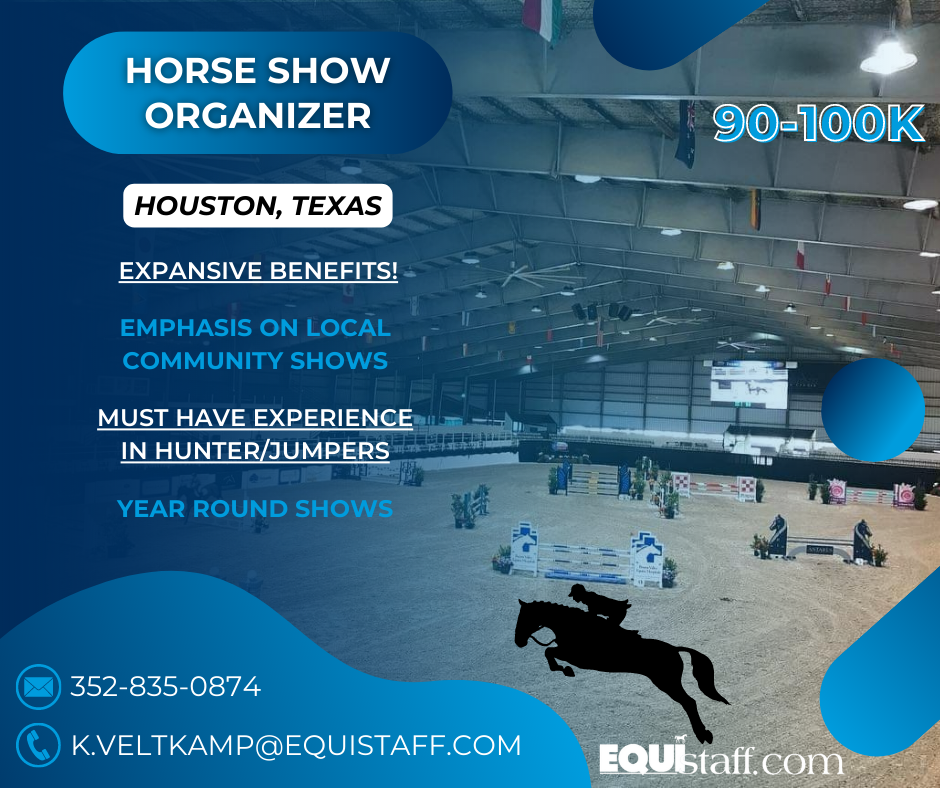 HORSE SHOW
ORGANIZER
90-100K
HOUSTON, TEXAS
EXPANSIVE BENEFITS!
EMPHASIS ON LOCAL
COMMUNITY SHOWS
MUST HAVE EXPERIENCE
IN HUNTER/JUMPERS
YEAR ROUND SHOWS
ANTARES
352-835-0874
K.VELTKAMP@EQUISTAFF.COM
EQUIstaff.com